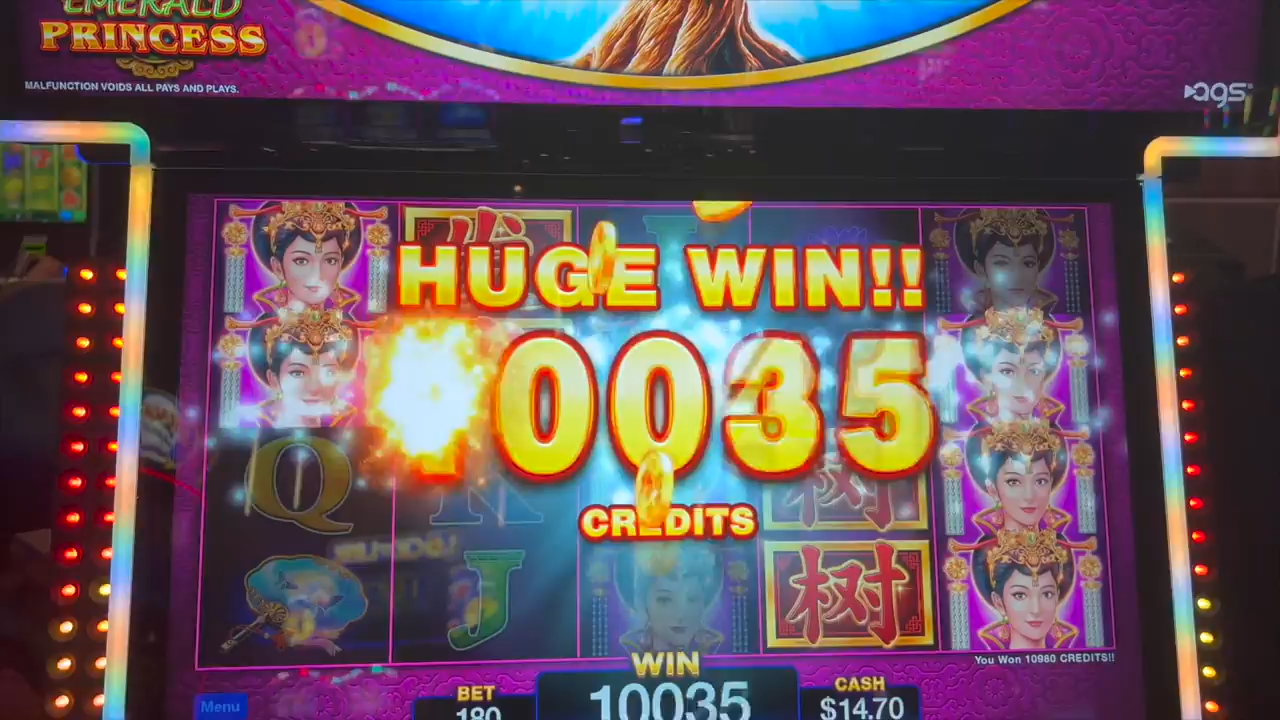 EMERALD
PRINCESS
MALFUNCTION VOIDS ALL PAYS AND PLAYS.
ags
HUGE WIN!!
0035
CREDITS
Q
K
J
树
树
You Won 10980 CREDITS!!
WIN
10035
BET
180
CASH
$14.70
Menu